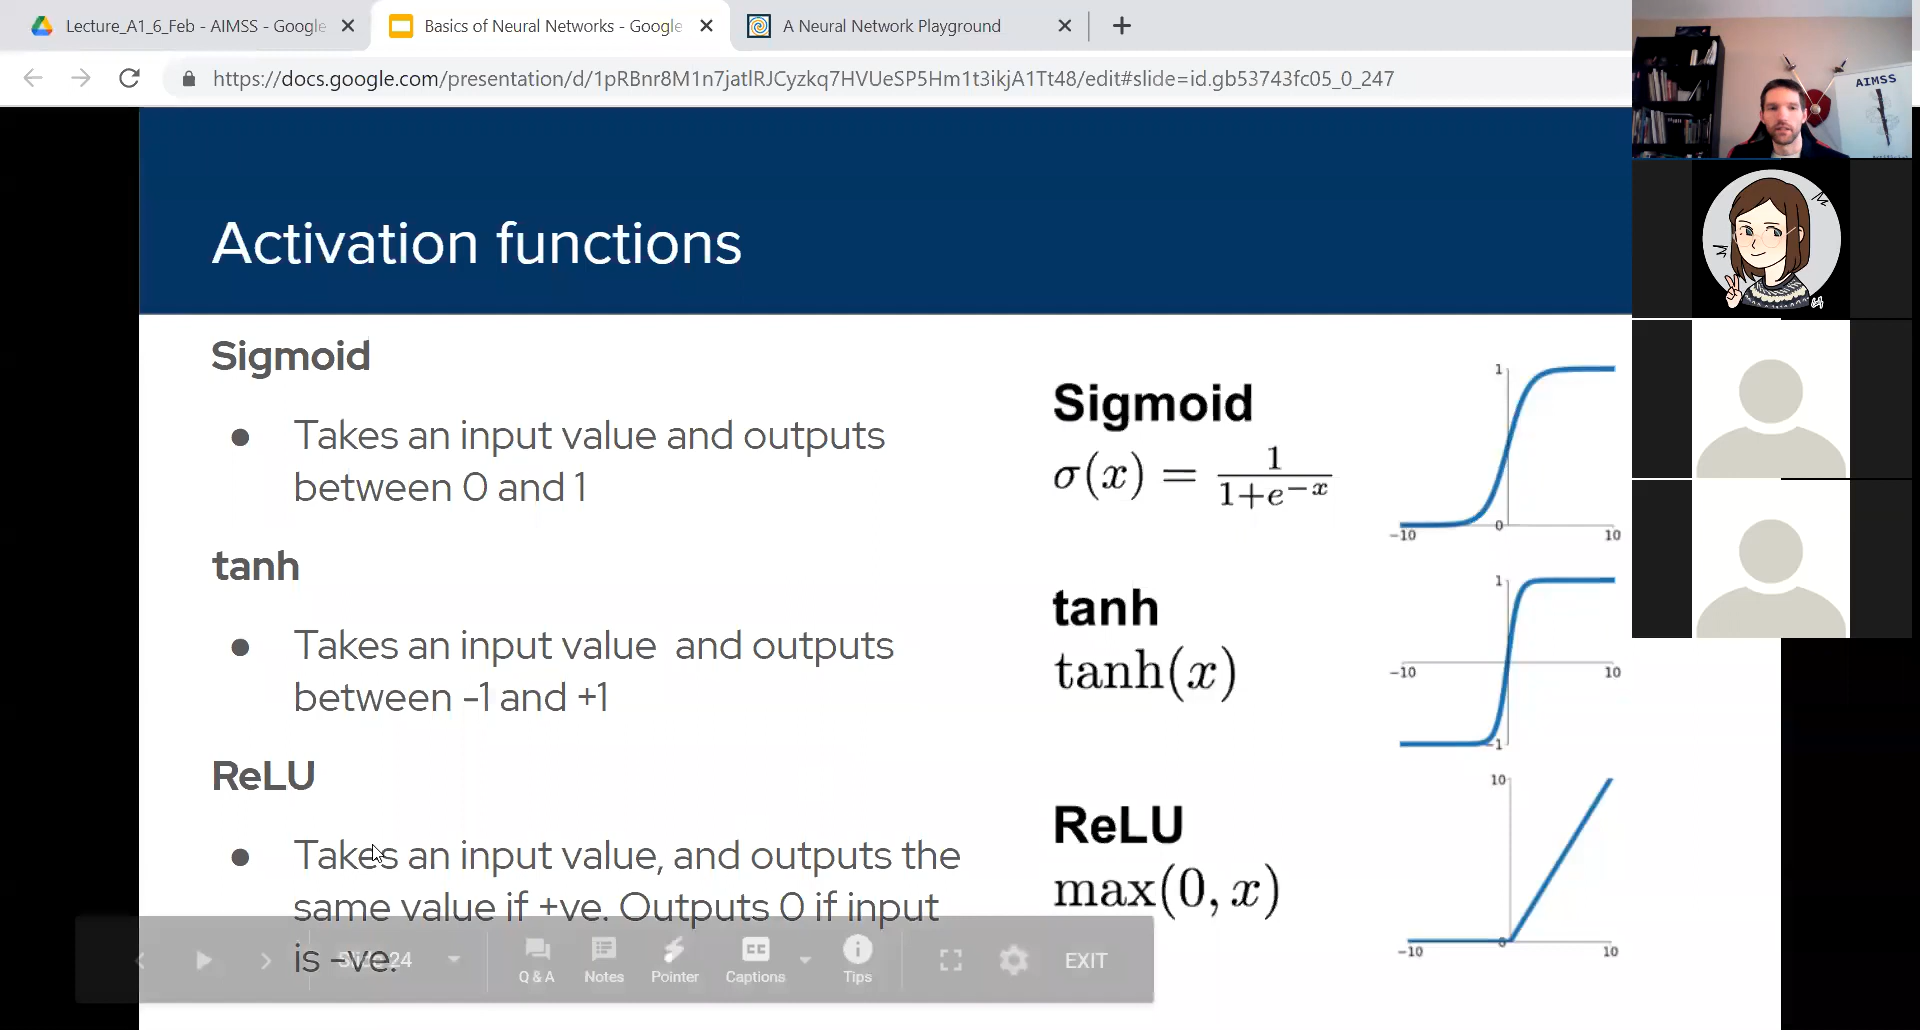 Lecture_A1_6_Feb - AIMSS - Google
Basics of Neural Networks - Google
A Neural Network Playground
https://docs.google.com/presentation/d/1pRBnr8M1n7jatlRJCyzkq7HVUeSP5Hm1t3ikjA1Tt48/edit#slide=id.gb53743fc05_0_247
AIMSS
Activation functions
Sigmoid
● Takes an input value and outputs
between 0 and 1
tanh
● Takes an input value and outputs
between -1 and +1
ReLU
● Takes an input value, and outputs the
same value if +ve. Outputs 0 if input
is -ve.
Sigmoid
σ(x) = 1/(1+e^{-x})
1
0
-10
10
tanh
tanh(x)
1
-10
10
-1
ReLU
max(0, x)
10
0
-10
10
Slide 24
Q & A
Notes
Pointer
CC
Captions
Tips
EXIT